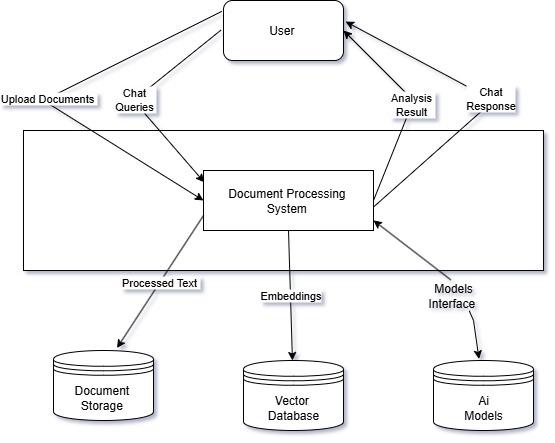 User
Upload Documents
Chat
Queries
Analysis
Result
Chat
Response
Document Processing
System
Processed Text
Embeddings
Models
Interface
Document
Storage
Vector
Database
Ai
Models